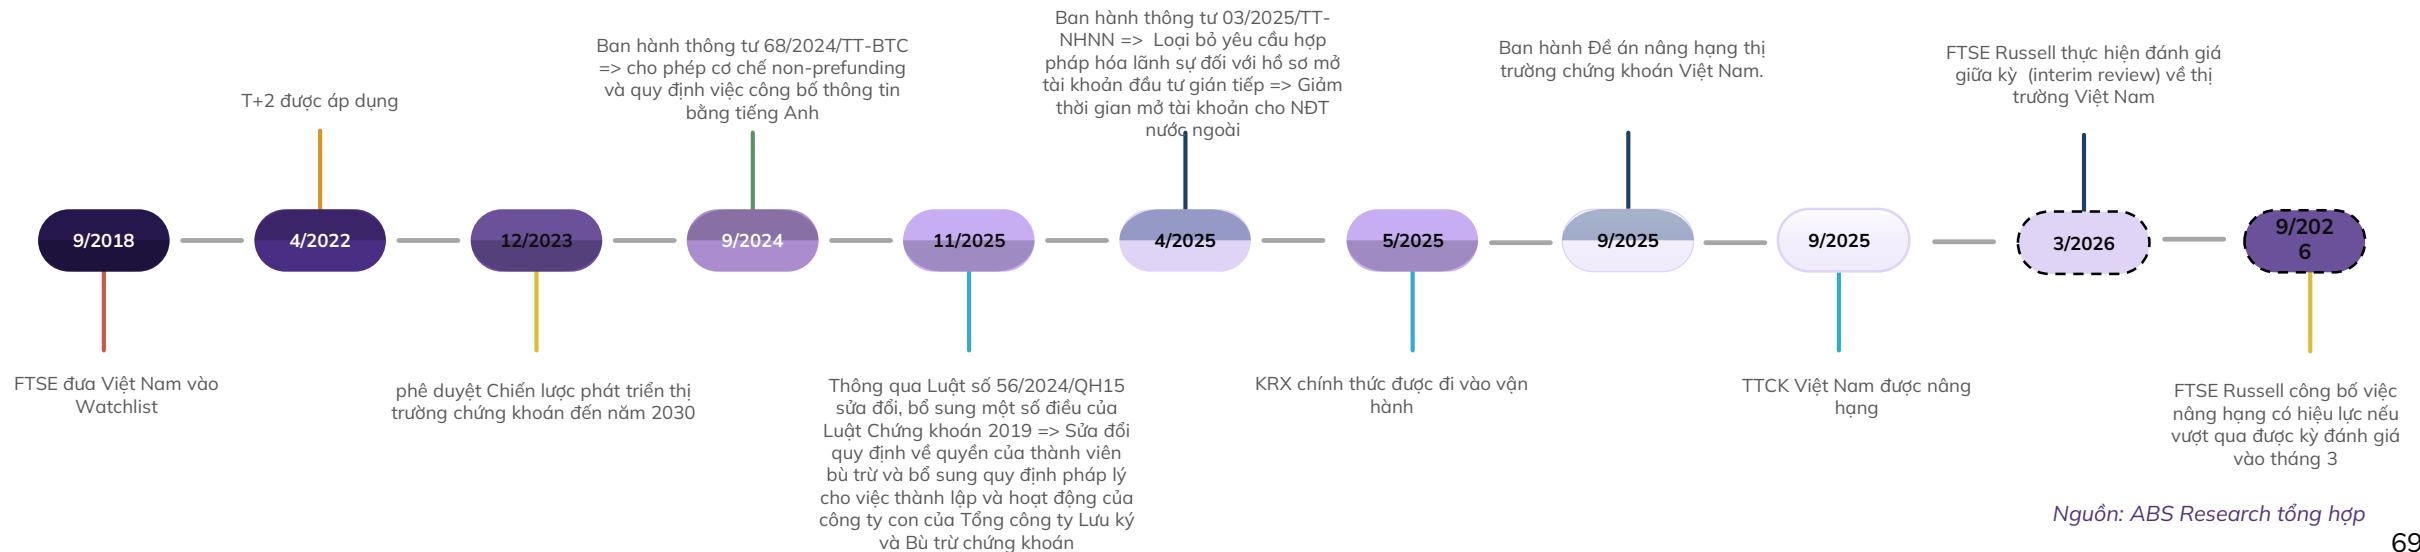 Ban hành thông tư 03/2025/TT-
NHNN => Loại bỏ yêu cầu hợp
pháp hóa lãnh sự đối với hồ sơ mở
tài khoản đầu tư gián tiếp => Giảm
thời gian mở tài khoản cho NĐT
nước ngoài
Ban hành thông tư 68/2024/TT-BTC
=> cho phép cơ chế non-prefunding
và quy định việc công bố thông tin
bằng tiếng Anh
Ban hành Đề án nâng hạng thị
trường chứng khoán Việt Nam.
FTSE Russell thực hiện đánh giá
giữa kỳ (interim review) về thị
trường Việt Nam
T+2 được áp dụng
9/2018
4/2022
12/2023
9/2024
11/2025
4/2025
5/2025
9/2025
9/2025
3/2026
9/202
6
FTSE đưa Việt Nam vào
Watchlist
phê duyệt Chiến lược phát triển thị
trường chứng khoán đến năm 2030
Thông qua Luật số 56/2024/QH15
sửa đổi, bổ sung một số điều của
Luật Chứng khoán 2019 => Sửa đổi
quy định về quyền của thành viên
bù trừ và bổ sung quy định pháp lý
cho việc thành lập và hoạt động của
công ty con của Tổng công ty Lưu ký
và Bù trừ chứng khoán
KRX chính thức được đi vào vận
hành
TTCK Việt Nam được nâng
hạng
FTSE Russell công bố việc
nâng hạng có hiệu lực nếu
vượt qua được kỳ đánh giá
vào tháng 3
Nguồn: ABS Research tổng hợp
69